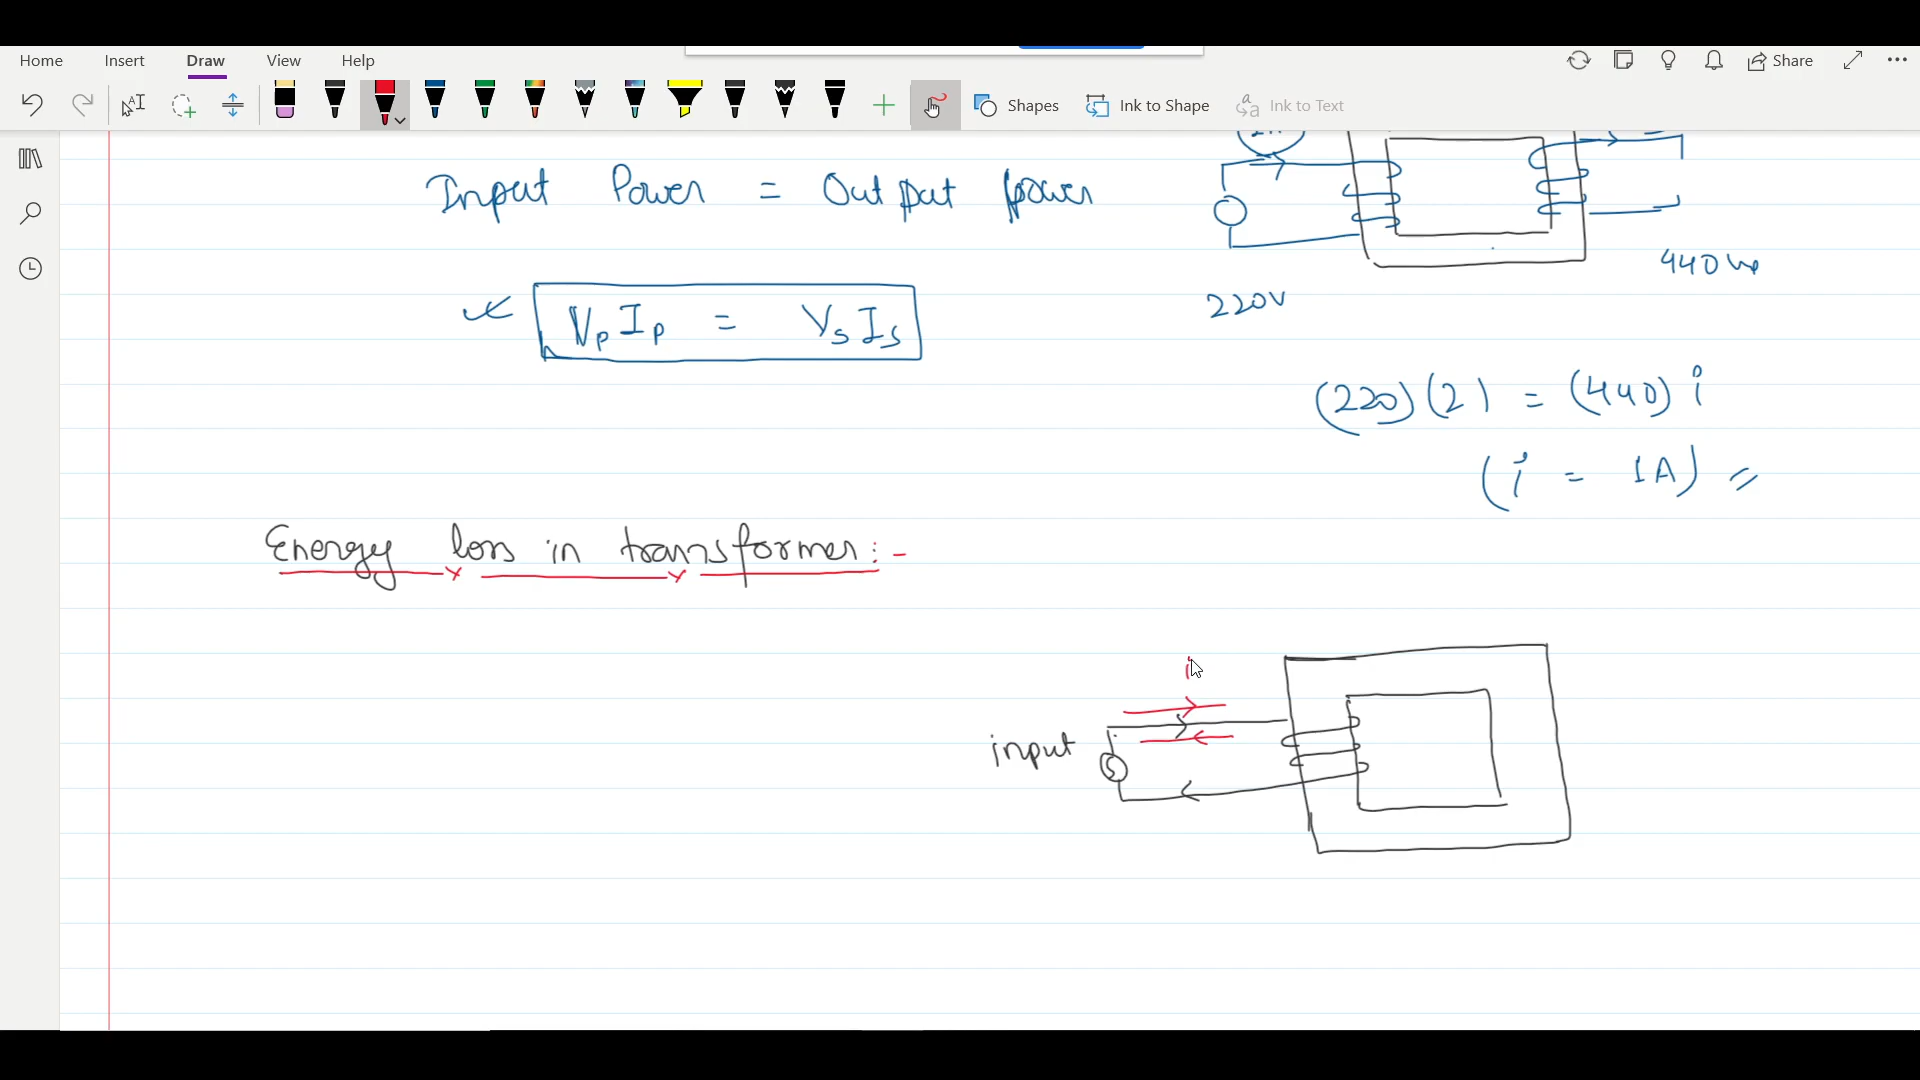 Home Insert Draw View Help Share
Shapes Ink to Shape Ink to Text
Input Power = Output power
440
220V
VpIp = VsIs
(220)(2) = (440) i
(i = 1A) =
Energy loss in transformer :-
i
input